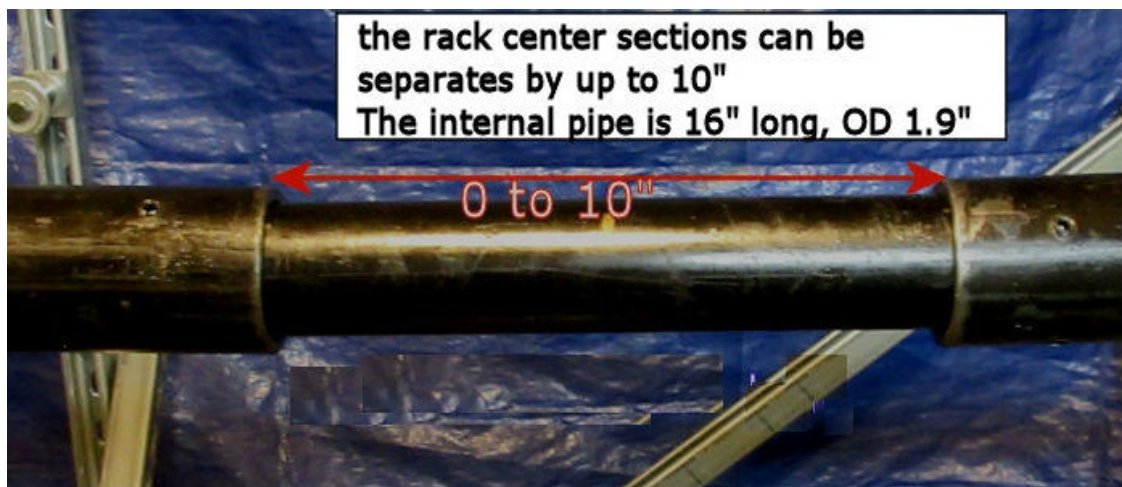 the rack center sections can be
separates by up to 10"
The internal pipe is 16" long, OD 1.9"
0 to 10"